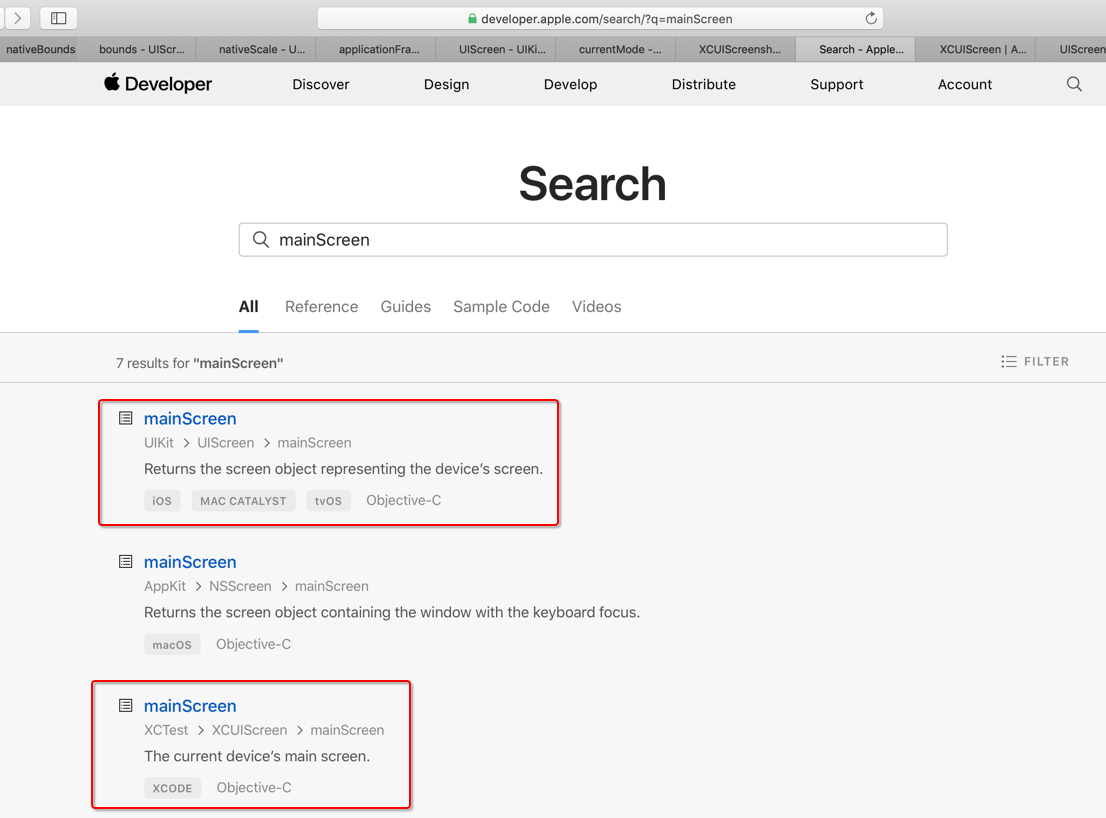 developer.apple.com/search/?q=mainScreen
nativeBounds bounds - UIScr... nativeScale - U... applicationFra... UIScreen - UIKi... currentMode -... XCUIScreensh... Search - Apple... XCUIScreen | A... UIScreen
Developer Discover Design Develop Distribute Support Account
Search
mainScreen
All Reference Guides Sample Code Videos
7 results for "mainScreen" FILTER
mainScreen
UIKit > UIScreen > mainScreen
Returns the screen object representing the device’s screen.
iOS MAC CATALYST tvOS Objective-C
mainScreen
AppKit > NSScreen > mainScreen
Returns the screen object containing the window with the keyboard focus.
macOS Objective-C
mainScreen
XCTest > XCUIScreen > mainScreen
The current device’s main screen.
XCODE Objective-C